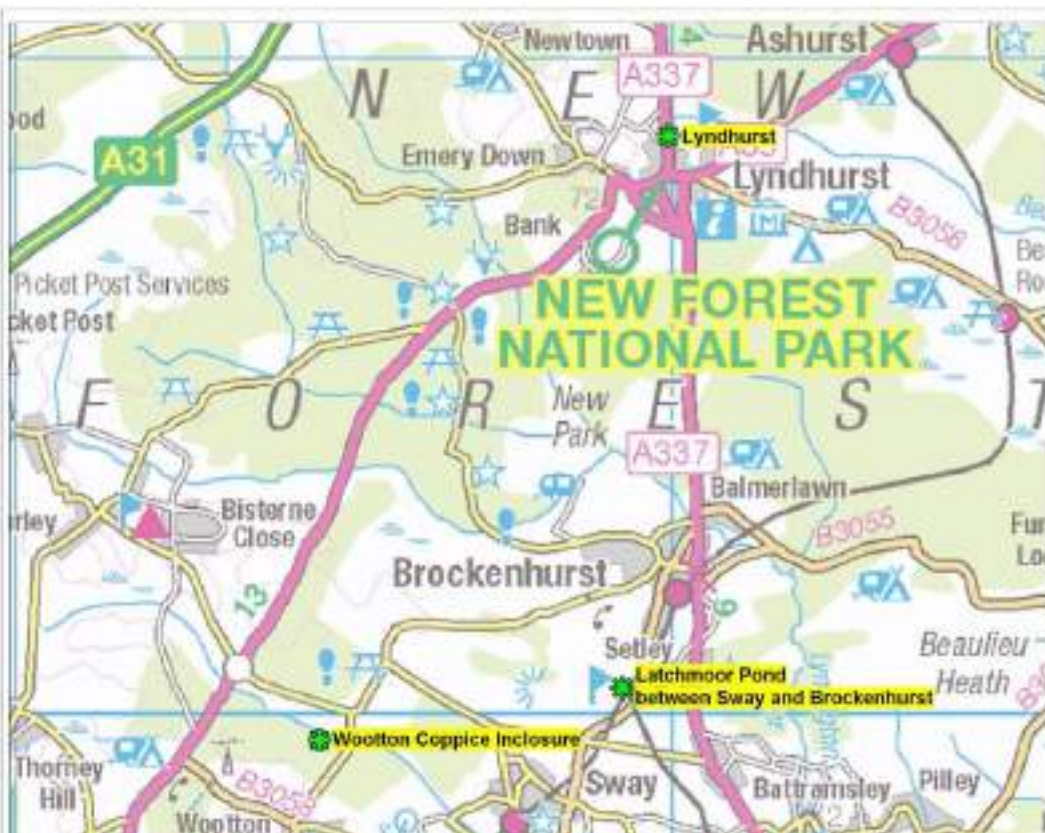 Newtown
Ashurst
N E W
A337
ood
Lyndhurst
A31
Emery Down
Lyndhurst
72
Bank
B3056
Picket Post Services
cket Post
NEW FOREST
NATIONAL PARK
F O R E S T
New
Park
A337
Balmerlawn
rley
Bisterne
Close
B3055
Brockenhurst
13
6
Setley
Beaulieu
Heath
Latchmoor Pond
between Sway and Brockenhurst
Wootton Coppice Inclosure
Thorney
Hill
B3058
Sway
Battramsley
Pilley
Wootton